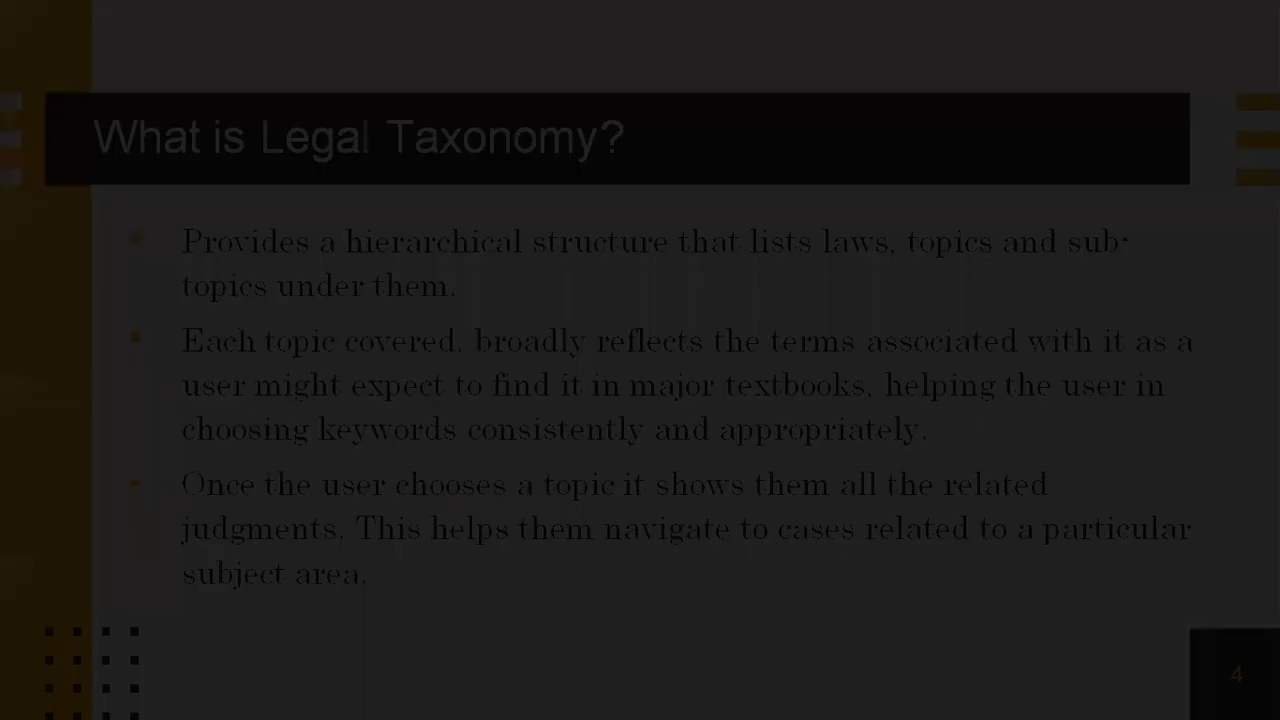 What is Legal Taxonomy?
Provides a hierarchical structure that lists laws, topics and sub-
topics under them.
Each topic covered, broadly reflects the terms associated with it as a
user might expect to find it in major textbooks, helping the user in
choosing keywords consistently and appropriately.
Once the user chooses a topic it shows them all the related
judgments. This helps them navigate to cases related to a particular
subject area.
4